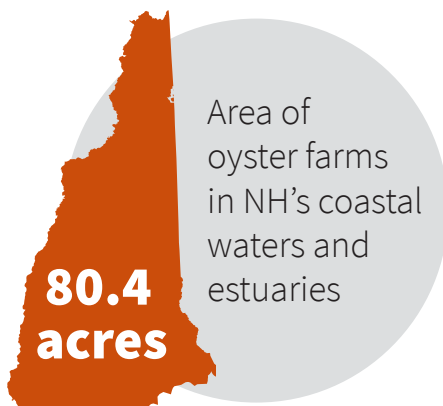 Area of
oyster farms
in NH’s coastal
waters and
estuaries
80.4
acres